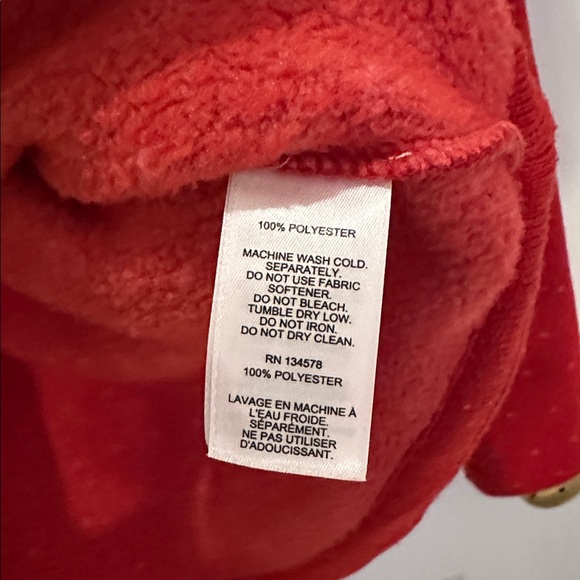 100% POLYESTER
MACHINE WASH COLD.
SEPARATELY.
DO NOT USE FABRIC
SOFTENER.
DO NOT BLEACH.
TUMBLE DRY LOW.
DO NOT IRON.
DO NOT DRY CLEAN.
RN 134578
100% POLYESTER
LAVAGE EN MACHINE À
L'EAU FROIDE.
SÉPARÉMENT.
NE PAS UTILISER
D'ADOUCISSANT.